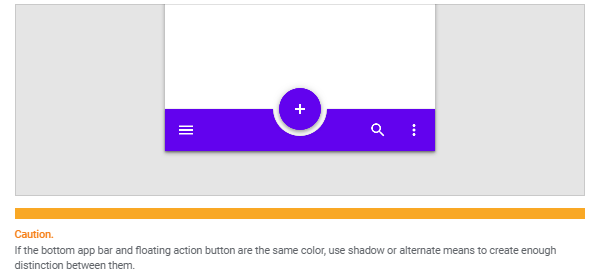 Caution.
If the bottom app bar and floating action button are the same color, use shadow or alternate means to create enough
distinction between them.